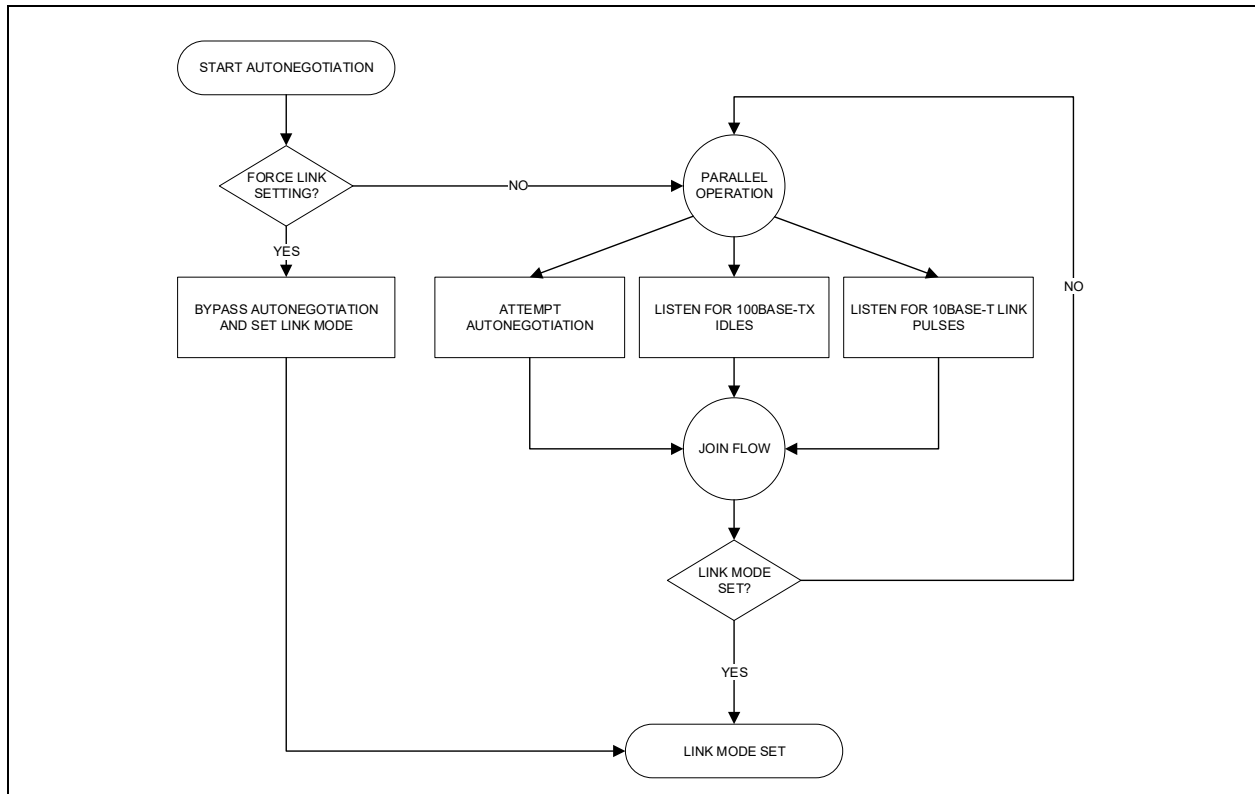 START AUTONEGOTIATION
FORCE LINK
SETTING?
NO
PARALLEL
OPERATION
YES
BYPASS AUTONEGOTIATION
AND SET LINK MODE
ATTEMPT
AUTONEGOTIATION
LISTEN FOR 100BASE-TX
IDLES
LISTEN FOR 10BASE-T LINK
PULSES
NO
JOIN FLOW
LINK MODE
SET?
YES
LINK MODE SET